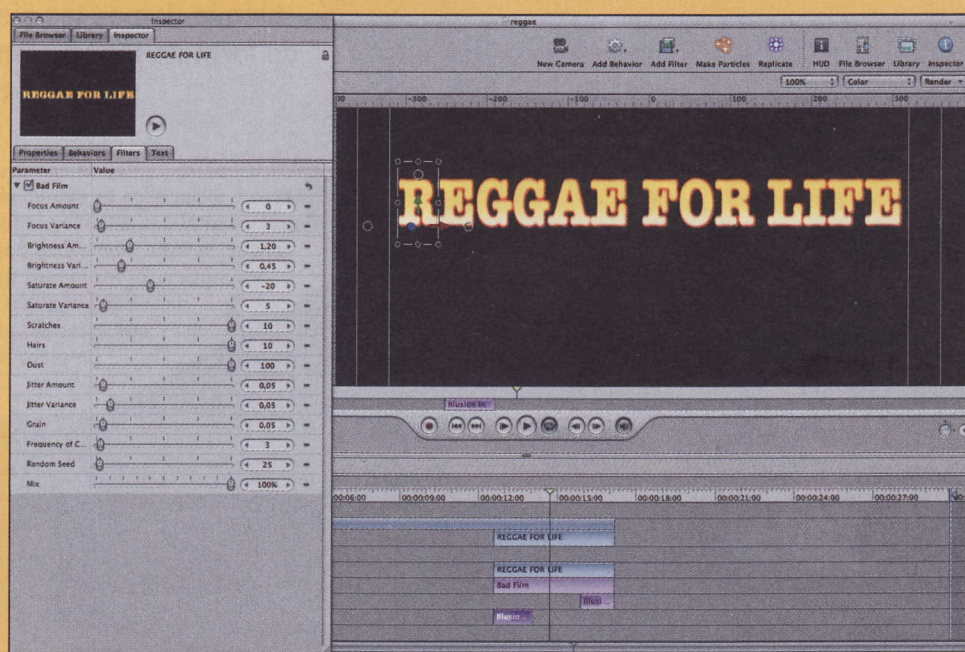 Inspector
File Browser Library Inspector
REGGAE FOR LIFE
REGGAE FOR LIFE
Properties Behaviors Filters Text
Parameter Value
Bad Film
Focus Amount 0
Focus Variance 3
Brightness Am... 1,20
Brightness Vari... 0,45
Saturate Amount -20
Saturate Variance 5
Scratches 10
Hairs 10
Dust 100
Jitter Amount 0,05
Jitter Variance 0,05
Grain 0,05
Frequency of C... 3
Random Seed 25
Mix 100%
reggae
New Camera Add Behavior Add Filter Make Particles Replicate HUD File Browser Library Inspector
100% Color Render
-300 -200 -100 0 100 200 300
REGGAE FOR LIFE
00:06:00 00:00:09:00 00:00:12:00 00:00:15:00 00:00:18:00 00:00:21:00 00:00:24:00 00:00:27:00
REGGAE FOR LIFE
REGGAE FOR LIFE
Bad Film
Blusi...
Blusio...